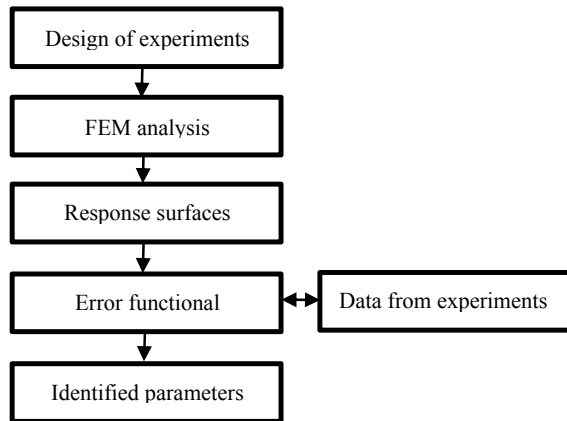 Design of experiments
FEM analysis
Response surfaces
Error functional
Data from experiments
Identified parameters